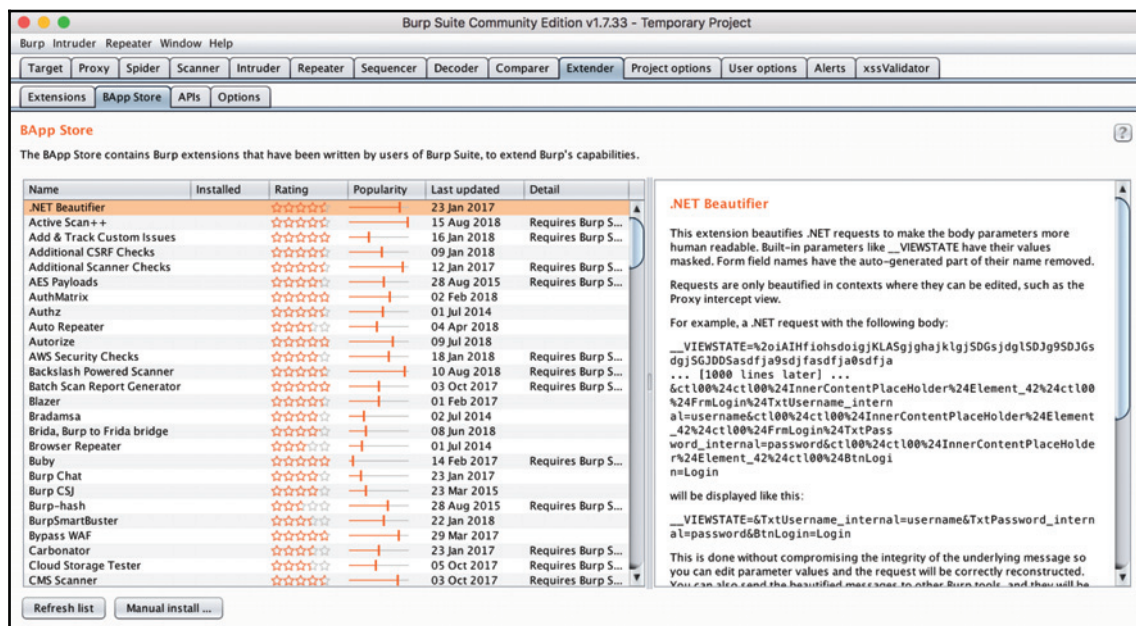 Burp Suite Community Edition v1.7.33 - Temporary Project
Burp Intruder Repeater Window Help
Target Proxy Spider Scanner Intruder Repeater Sequencer Decoder Comparer Extender Project options User options Alerts xssValidator
Extensions BApp Store APIs Options
BApp Store
?
The BApp Store contains Burp extensions that have been written by users of Burp Suite, to extend Burp's capabilities.
Name Installed Rating Popularity Last updated Detail
.NET Beautifier 23 Jan 2017
Active Scan++ 15 Aug 2018 Requires Burp S...
Add & Track Custom Issues 16 Jan 2018 Requires Burp S...
Additional CSRF Checks 09 Jan 2018
Additional Scanner Checks 12 Jan 2017 Requires Burp S...
AES Payloads 28 Aug 2015 Requires Burp S...
AuthMatrix 02 Feb 2018
Authz 01 Jul 2014
Auto Repeater 04 Apr 2018
Autorize 09 Jul 2018
AWS Security Checks 18 Jan 2018 Requires Burp S...
Backslash Powered Scanner 10 Aug 2018 Requires Burp S...
Batch Scan Report Generator 03 Oct 2017 Requires Burp S...
Blazer 01 Feb 2017
Bradamsa 02 Jul 2014
Brida, Burp to Frida bridge 08 Jun 2018
Browser Repeater 01 Jul 2014
Buby 14 Feb 2017 Requires Burp S...
Burp Chat 23 Jan 2017
Burp CSJ 23 Mar 2015
Burp-hash 28 Aug 2015 Requires Burp S...
BurpSmartBuster 22 Jan 2018
Bypass WAF 29 Mar 2017
Carbonator 23 Jan 2017 Requires Burp S...
Cloud Storage Tester 05 Oct 2017 Requires Burp S...
CMS Scanner 03 Oct 2017 Requires Burp S...
.NET Beautifier
This extension beautifies .NET requests to make the body parameters more
human readable. Built-in parameters like __VIEWSTATE have their values
masked. Form field names have the auto-generated part of their name removed.
Requests are only beautified in contexts where they can be edited, such as the
Proxy intercept view.
For example, a .NET request with the following body:
__VIEWSTATE=%2oiAIHfiohsdoigjKLASgjghajklgjSDGsjdglSDJg9SDJGs
dgjSGJDDSasdfja9sdjfasdfja0sdfja
... [1000 lines later] ...
&ctl00%24ctl00%24InnerContentPlaceHolder%24Element_42%24ctl00
%24FrmLogin%24TxtUsername_intern
al=username&ctl00%24ctl00%24InnerContentPlaceHolder%24Element
_42%24ctl00%24FrmLogin%24TxtPass
word_internal=password&ctl00%24ctl00%24InnerContentPlaceHolde
r%24Element_42%24ctl00%24BtnLogi
n=Login
will be displayed like this:
__VIEWSTATE=&TxtUsername_internal=username&TxtPassword_intern
al=password&BtnLogin=Login
This is done without compromising the integrity of the underlying message so
you can edit parameter values and the request will be correctly reconstructed.
You can also send the beautified messages to other Burp tools, and they will be
Refresh list Manual install ...